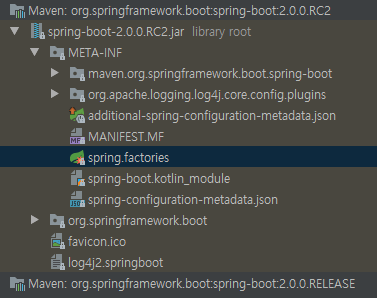 Maven: org.springframework.boot:spring-boot:2.0.0.RC2
spring-boot-2.0.0.RC2.jar library root
META-INF
maven.org.springframework.boot.spring-boot
org.apache.logging.log4j.core.config.plugins
additional-spring-configuration-metadata.json
MANIFEST.MF
spring.factories
spring-boot.kotlin_module
spring-configuration-metadata.json
org.springframework.boot
favicon.ico
log4j2.springboot
Maven: org.springframework.boot:spring-boot:2.0.0.RELEASE